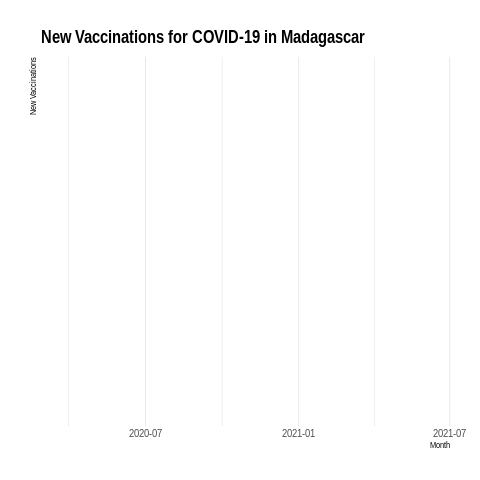 New Vaccinations for COVID-19 in Madagascar
New Vaccinations
2020-07
2021-01
2021-07
Month